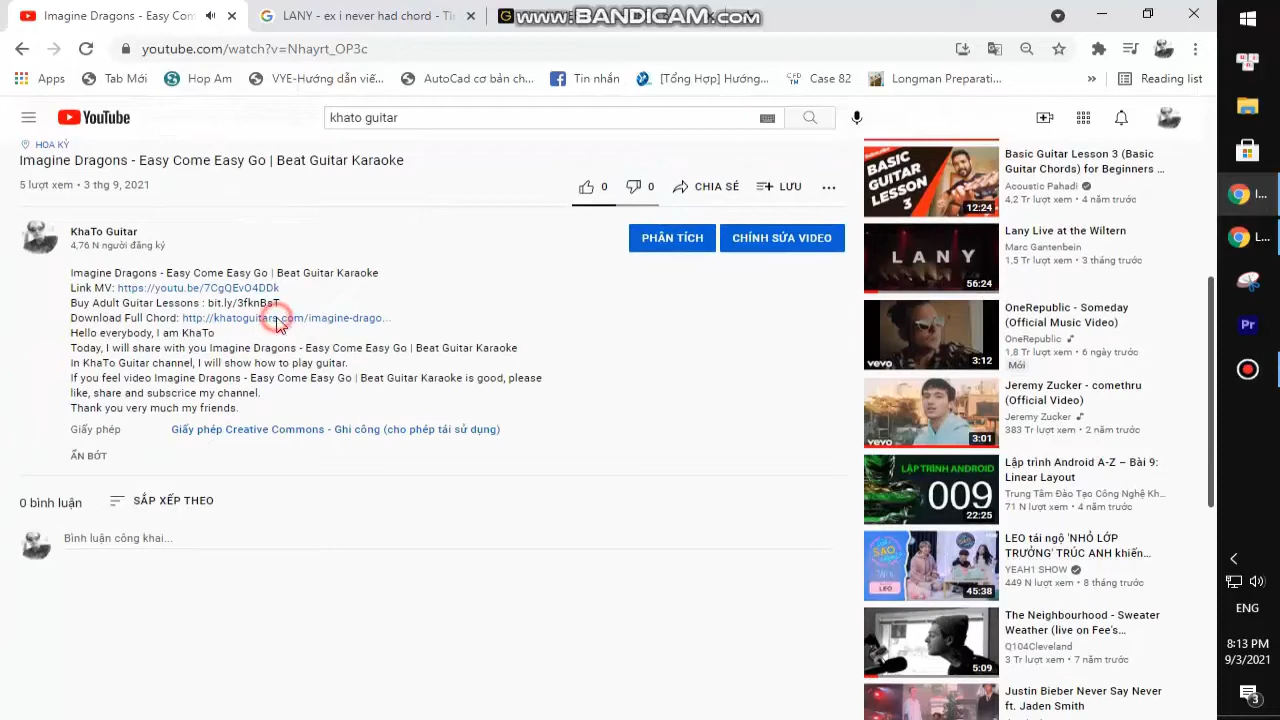 Imagine Dragons - Easy Com
LANY - ex I never had chord - Th
www.BANDICAM.com
youtube.com/watch?v=Nhayrt_OP3c
Apps
Tab Mới
Hop Am
VYE-Hướng dẫn viế...
AutoCad cơ bản ch...
Tin nhắn
[Tổng Hợp] Hướng...
Case 82
Longman Preparati...
Reading list
YouTube
khato guitar
HOA KỲ
Imagine Dragons - Easy Come Easy Go | Beat Guitar Karaoke
5 lượt xem • 3 thg 9, 2021
0
0
CHIA SẺ
LƯU
KhaTo Guitar
4,76 N người đăng ký
PHÂN TÍCH
CHỈNH SỬA VIDEO
Imagine Dragons - Easy Come Easy Go | Beat Guitar Karaoke
Link MV: https://youtu.be/7CgQEvO4DDk
Buy Adult Guitar Lessons : bit.ly/3fknBsT
Download Full Chord: http://khatoguitars.com/imagine-drago...
Hello everybody, I am KhaTo
Today, I will share with you Imagine Dragons - Easy Come Easy Go | Beat Guitar Karaoke
In KhaTo Guitar channel, I will show how to play guitar.
If you feel video Imagine Dragons - Easy Come Easy Go | Beat Guitar Karaoke is good, please
like, share and subscrice my channel.
Thank you very much my friends.
Giấy phép
Giấy phép Creative Commons - Ghi công (cho phép tái sử dụng)
ẨN BỚT
0 bình luận
SẮP XẾP THEO
Bình luận công khai...
BASIC
GUITAR
LESSON
3
12:24
Basic Guitar Lesson 3 (Basic
Guitar Chords) for Beginners ...
Acoustic Pahadi
4,2 Tr lượt xem • 4 năm trước
LANY
56:24
Lany Live at the Wiltern
Marc Gantenbein
1,5 Tr lượt xem • 3 tháng trước
vevo
3:12
OneRepublic - Someday
(Official Music Video)
OneRepublic
1,8 Tr lượt xem • 6 ngày trước
Mới
vevo
3:01
Jeremy Zucker - comethru
(Official Video)
Jeremy Zucker
383 Tr lượt xem • 2 năm trước
LẬP TRÌNH ANDROID
009
22:25
Lập trình Android A-Z – Bài 9:
Linear Layout
Trung Tâm Đào Tạo Công Nghệ Kh...
71 N lượt xem • 4 năm trước
SAO
LEO
45:38
LEO tái ngộ 'NHỎ LỚP
TRƯỞNG' TRÚC ANH khiến...
YEAH1 SHOW
449 N lượt xem • 8 tháng trước
5:09
The Neighbourhood - Sweater
Weather (live on Fee's...
Q104Cleveland
3 Tr lượt xem • 7 năm trước
Justin Bieber Never Say Never
ft. Jaden Smith
I...
L...
Pr
ENG
8:13 PM
9/3/2021
3